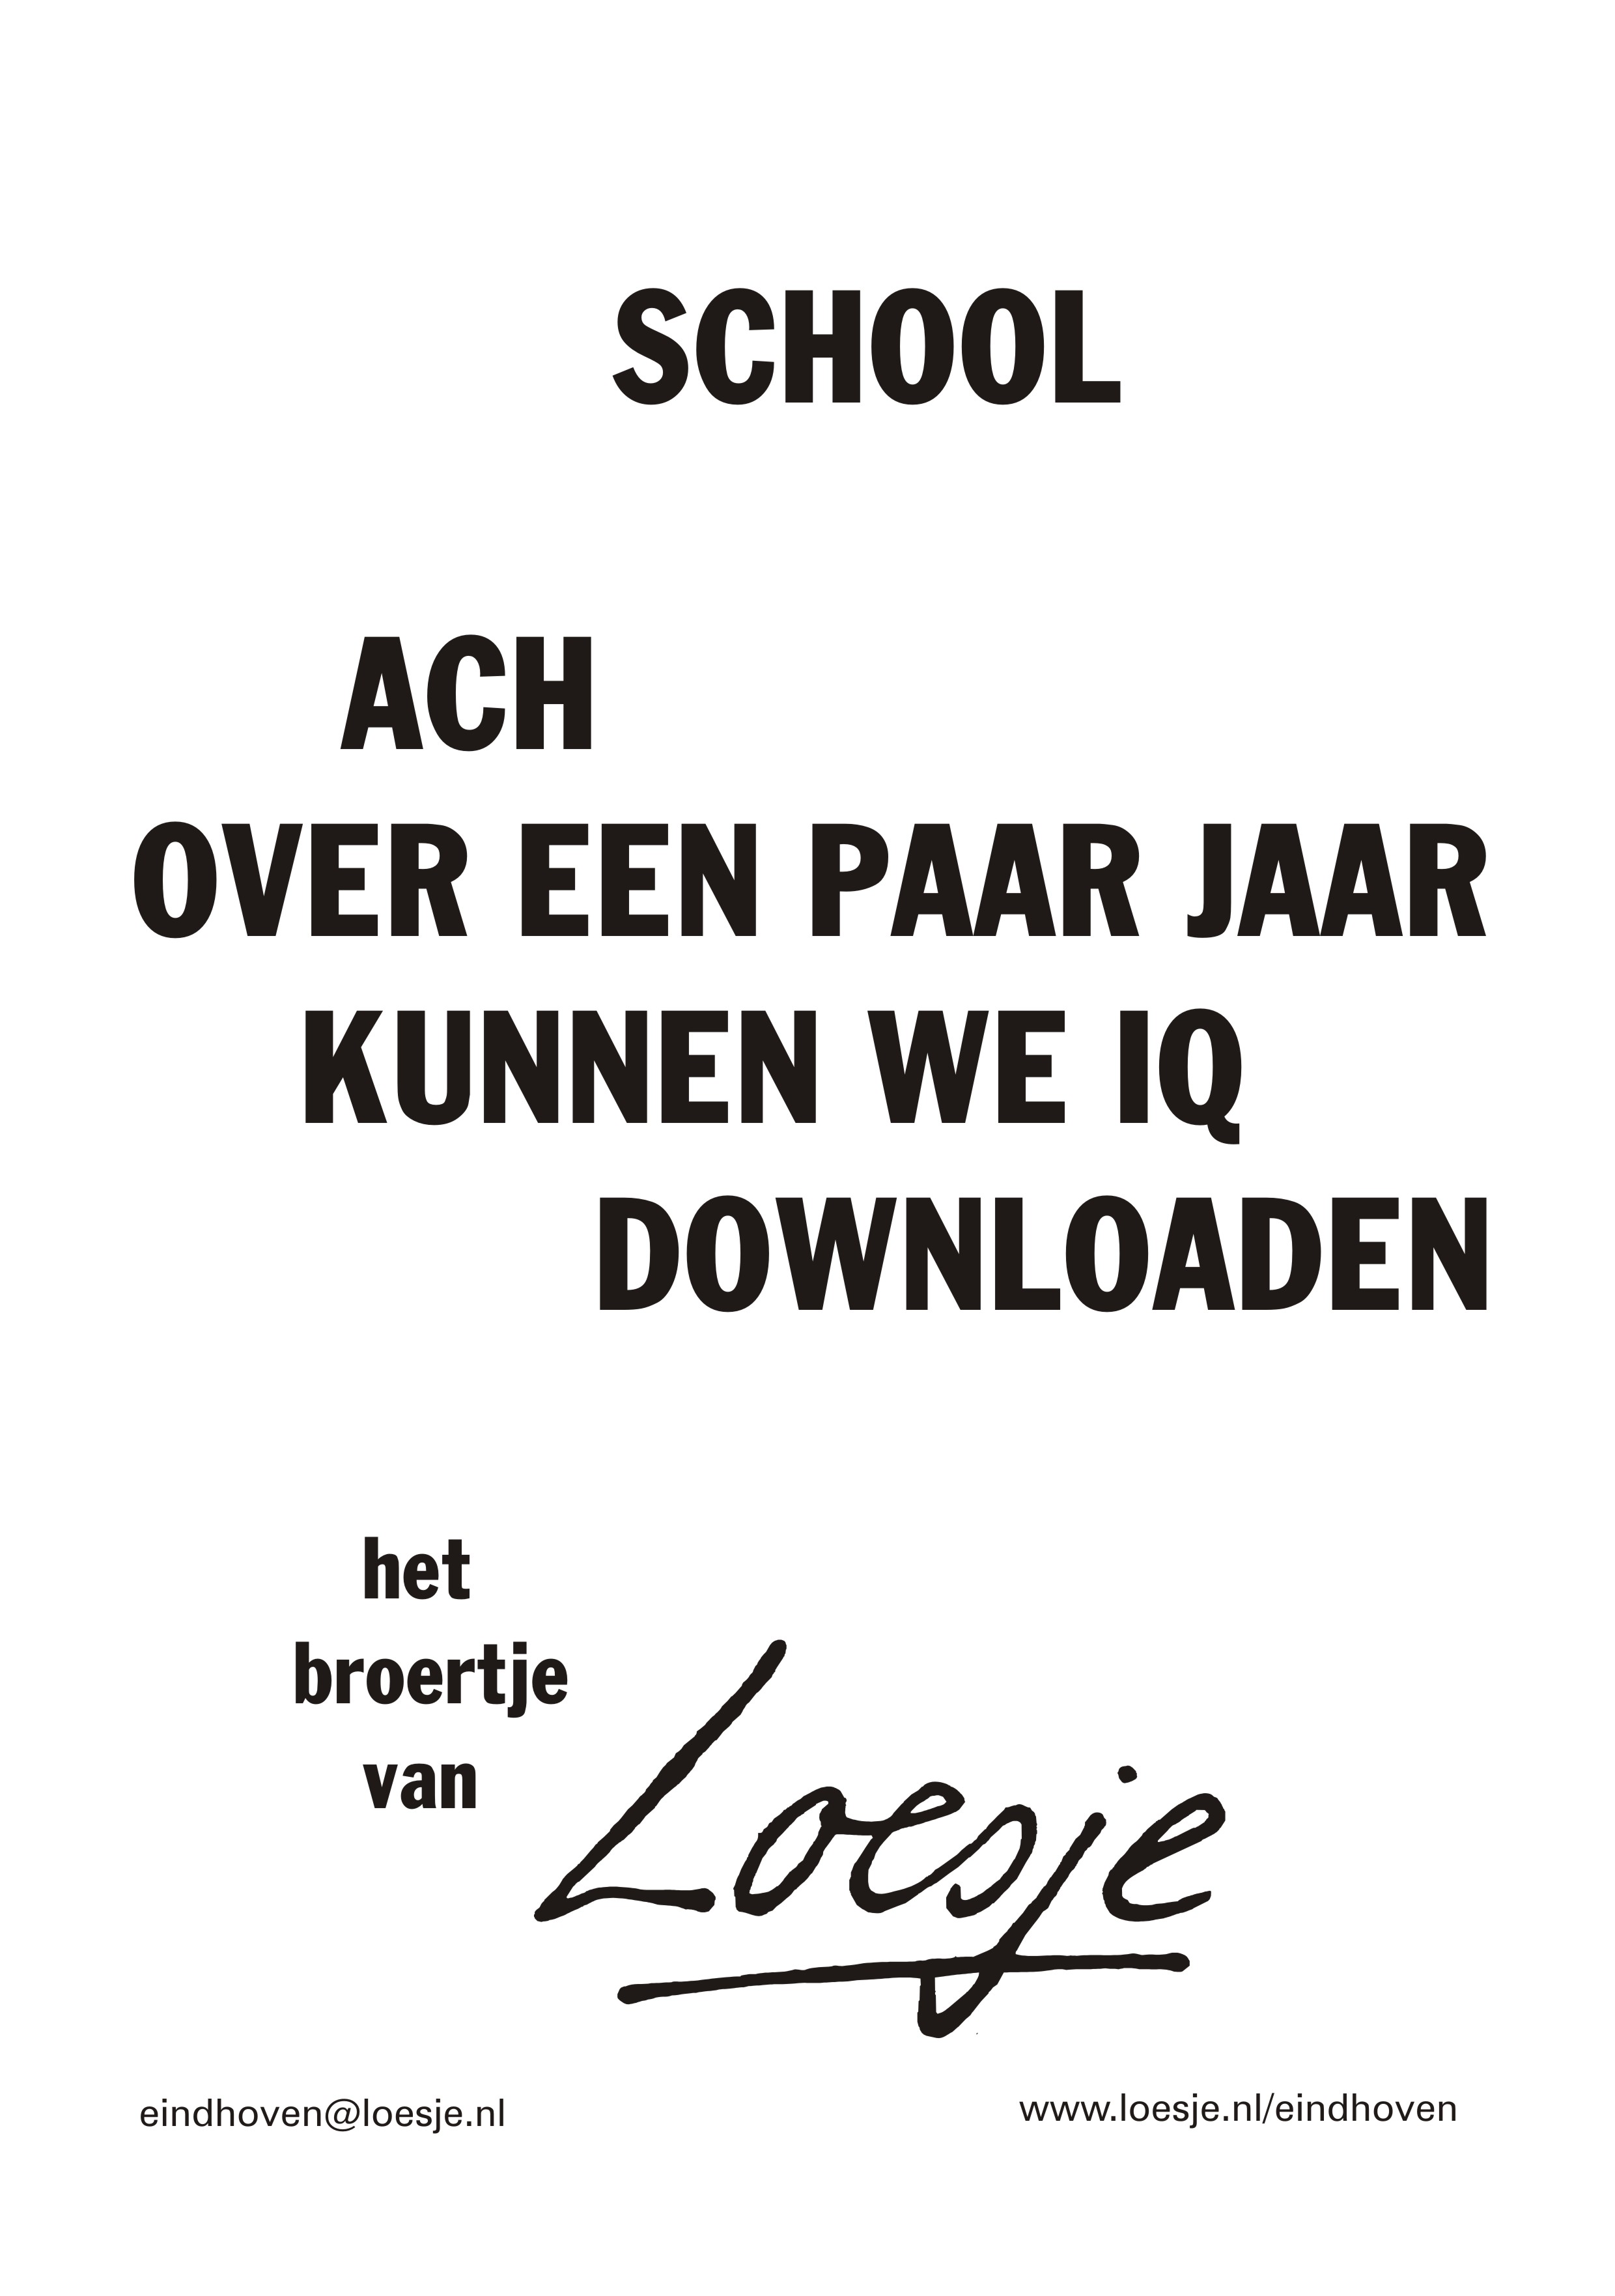 SCHOOL
ACH
OVER EEN PAAR JAAR
KUNNEN WE IQ
DOWNLOADEN
het
broertje
van
Loesje
eindhoven@loesje.nl
www.loesje.nl/eindhoven